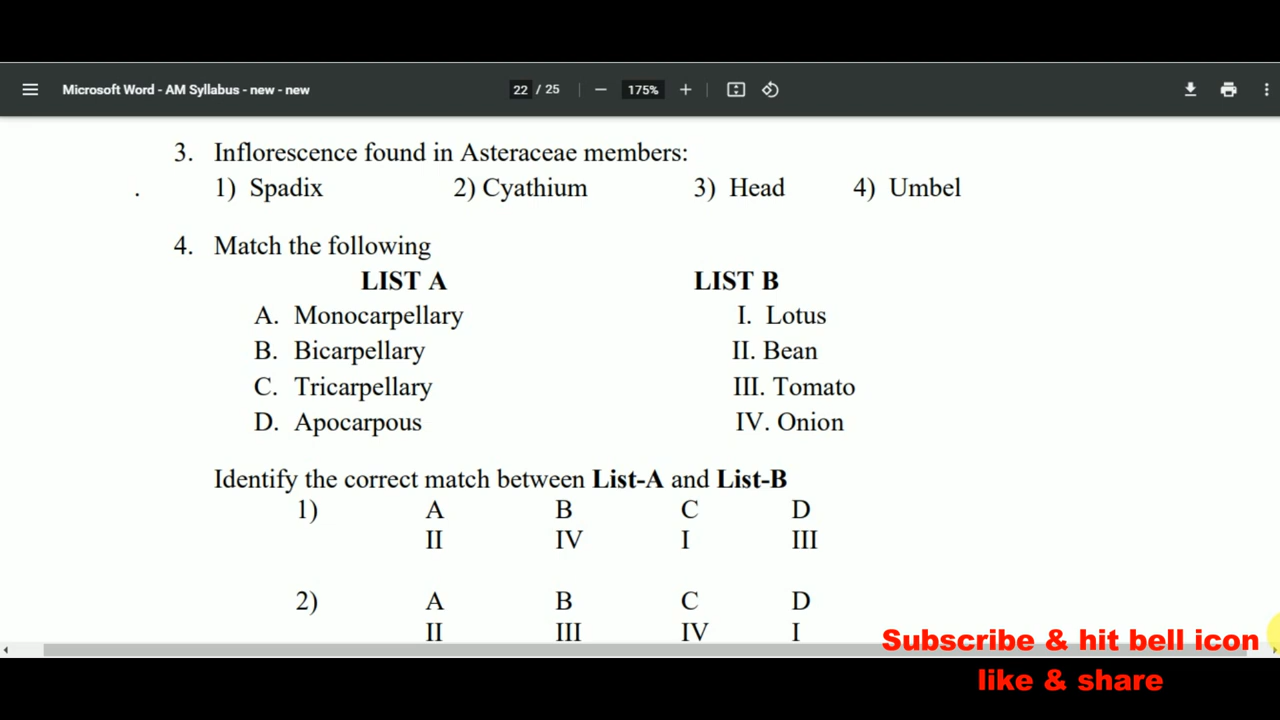 Microsoft Word - AM Syllabus - new - new 22 / 25 175%
3. Inflorescence found in Asteraceae members:
1) Spadix 2) Cyathium 3) Head 4) Umbel
4. Match the following
LIST A LIST B
A. Monocarpellary I. Lotus
B. Bicarpellary II. Bean
C. Tricarpellary III. Tomato
D. Apocarpous IV. Onion
Identify the correct match between List-A and List-B
1) A B C D
II IV I III
2) A B C D
II III IV I
Subscribe & hit bell icon
like & share